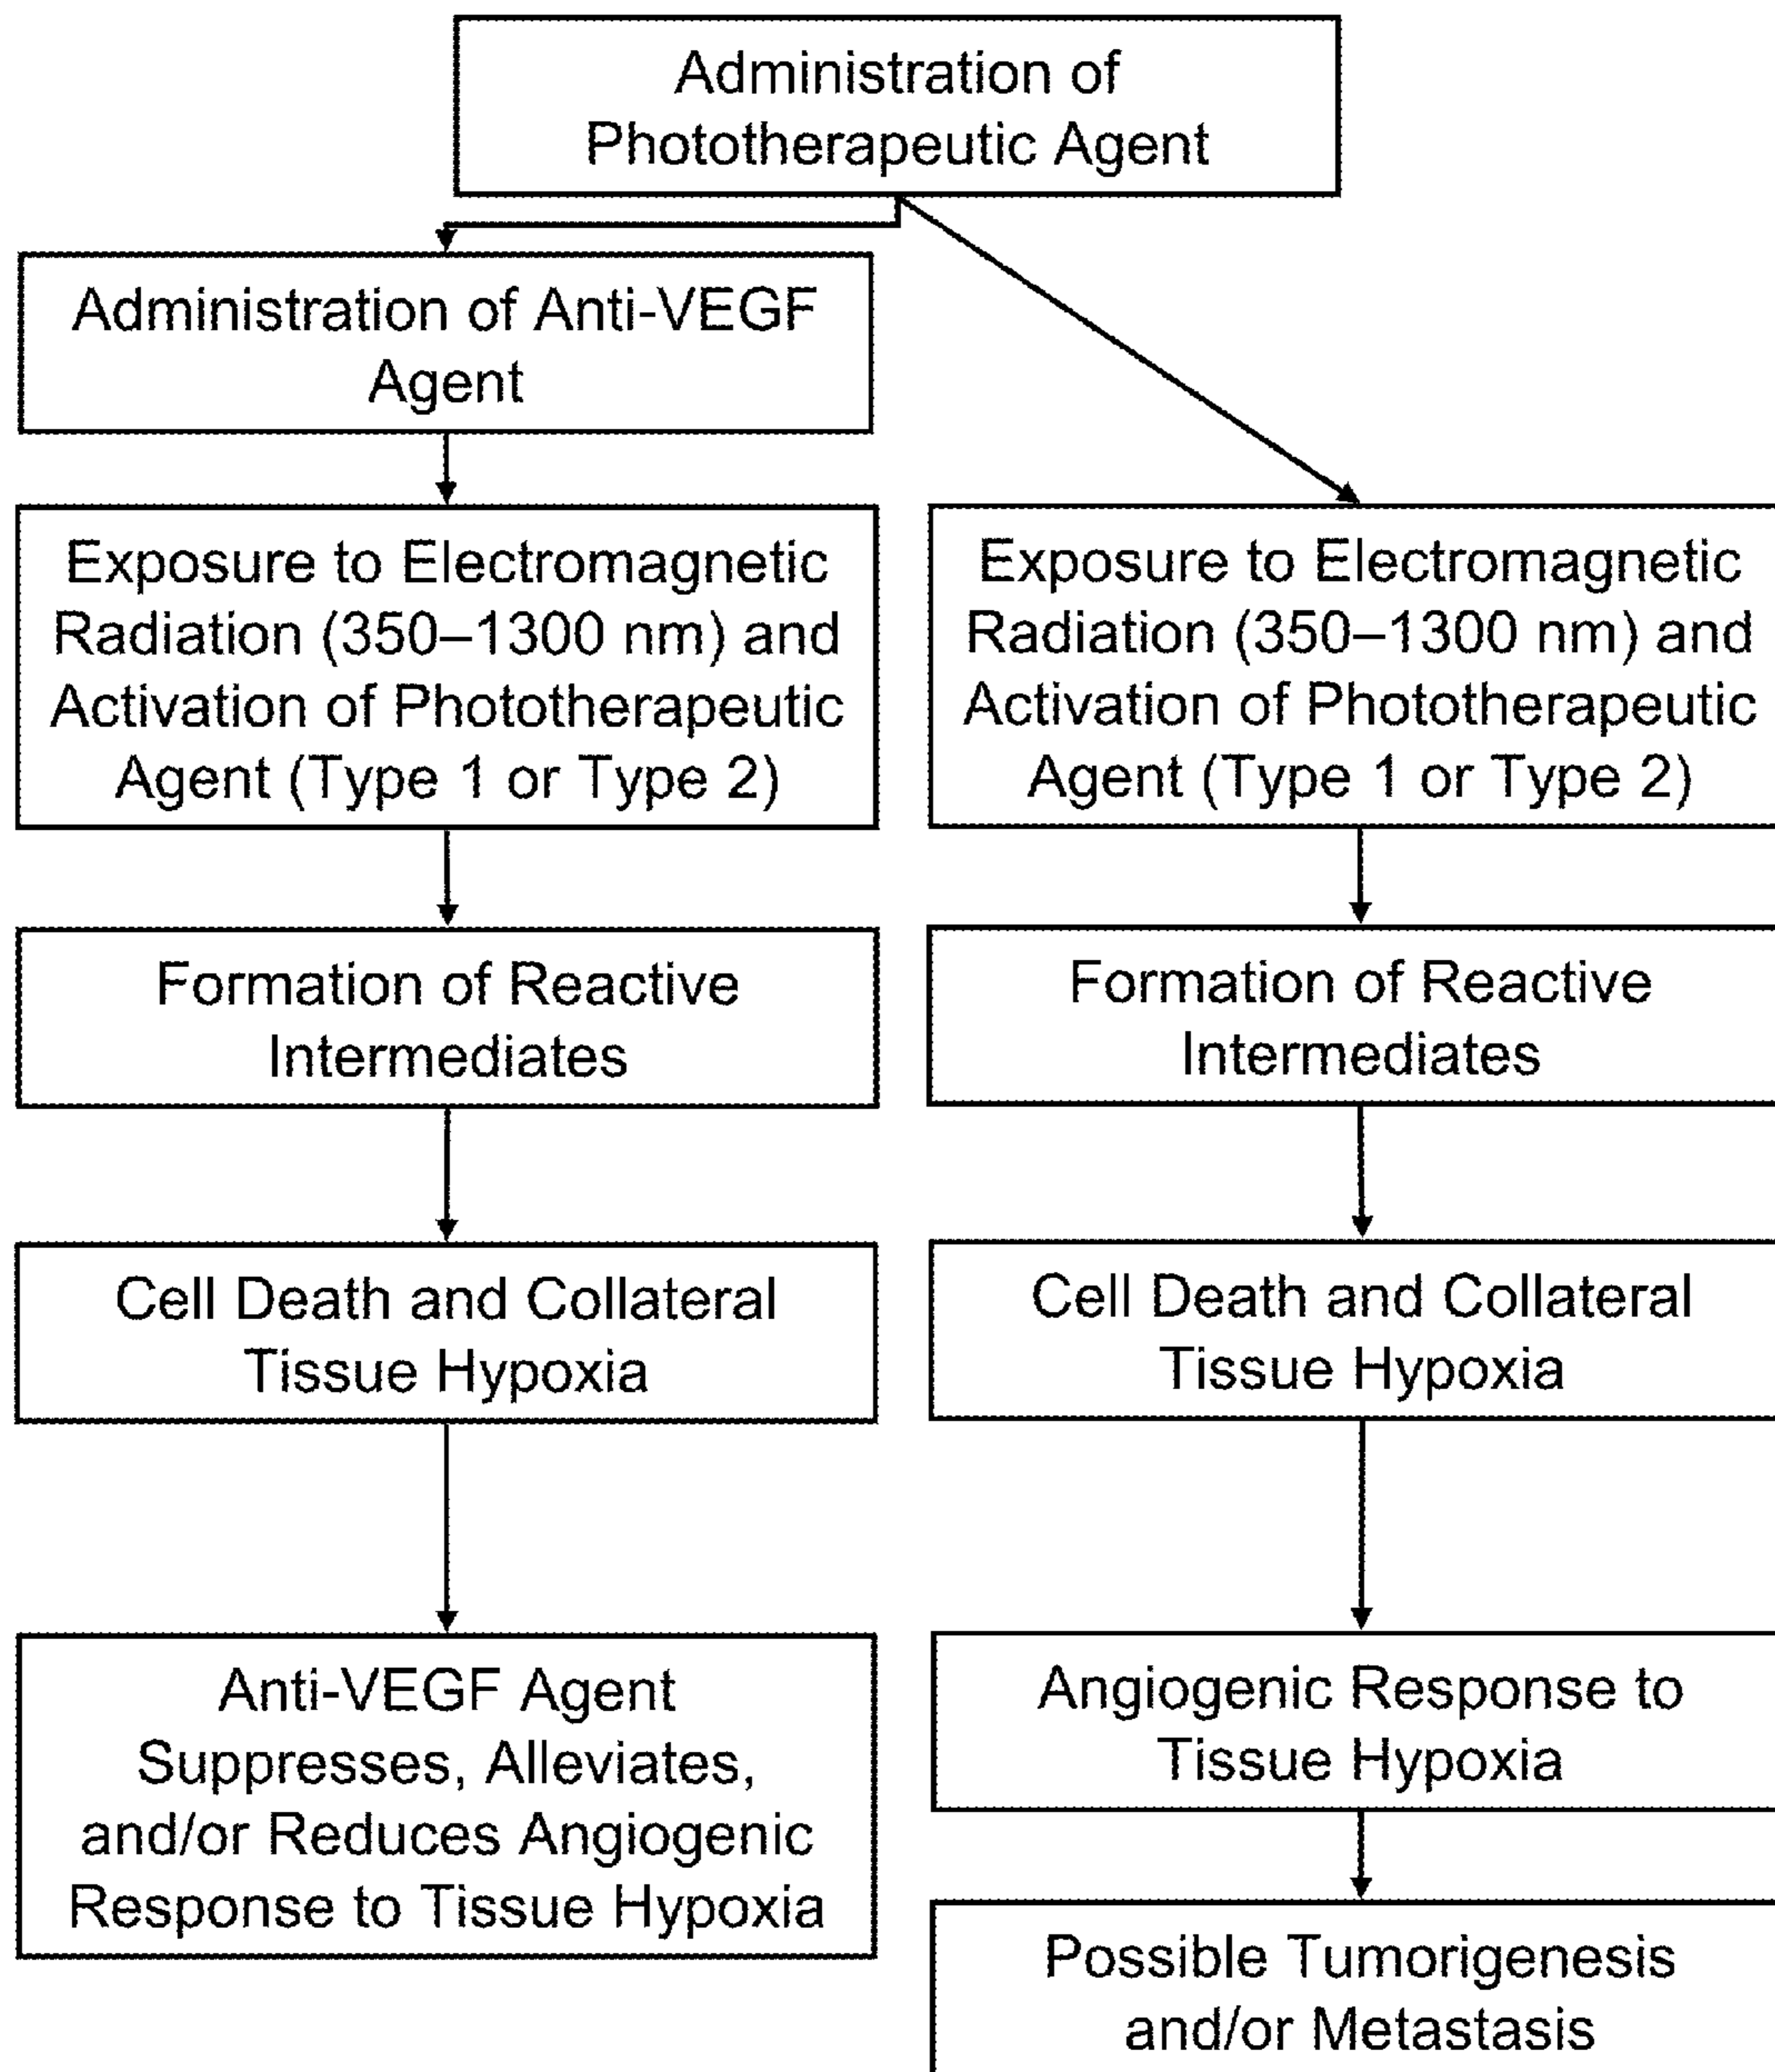 Administration of
Phototherapeutic Agent
Administration of Anti-VEGF
Agent
Exposure to Electromagnetic
Radiation (350–1300 nm) and
Activation of Phototherapeutic
Agent (Type 1 or Type 2)
Formation of Reactive
Intermediates
Cell Death and Collateral
Tissue Hypoxia
Anti-VEGF Agent
Suppresses, Alleviates,
and/or Reduces Angiogenic
Response to Tissue Hypoxia
Exposure to Electromagnetic
Radiation (350–1300 nm) and
Activation of Phototherapeutic
Agent (Type 1 or Type 2)
Formation of Reactive
Intermediates
Cell Death and Collateral
Tissue Hypoxia
Angiogenic Response to
Tissue Hypoxia
Possible Tumorigenesis
and/or Metastasis